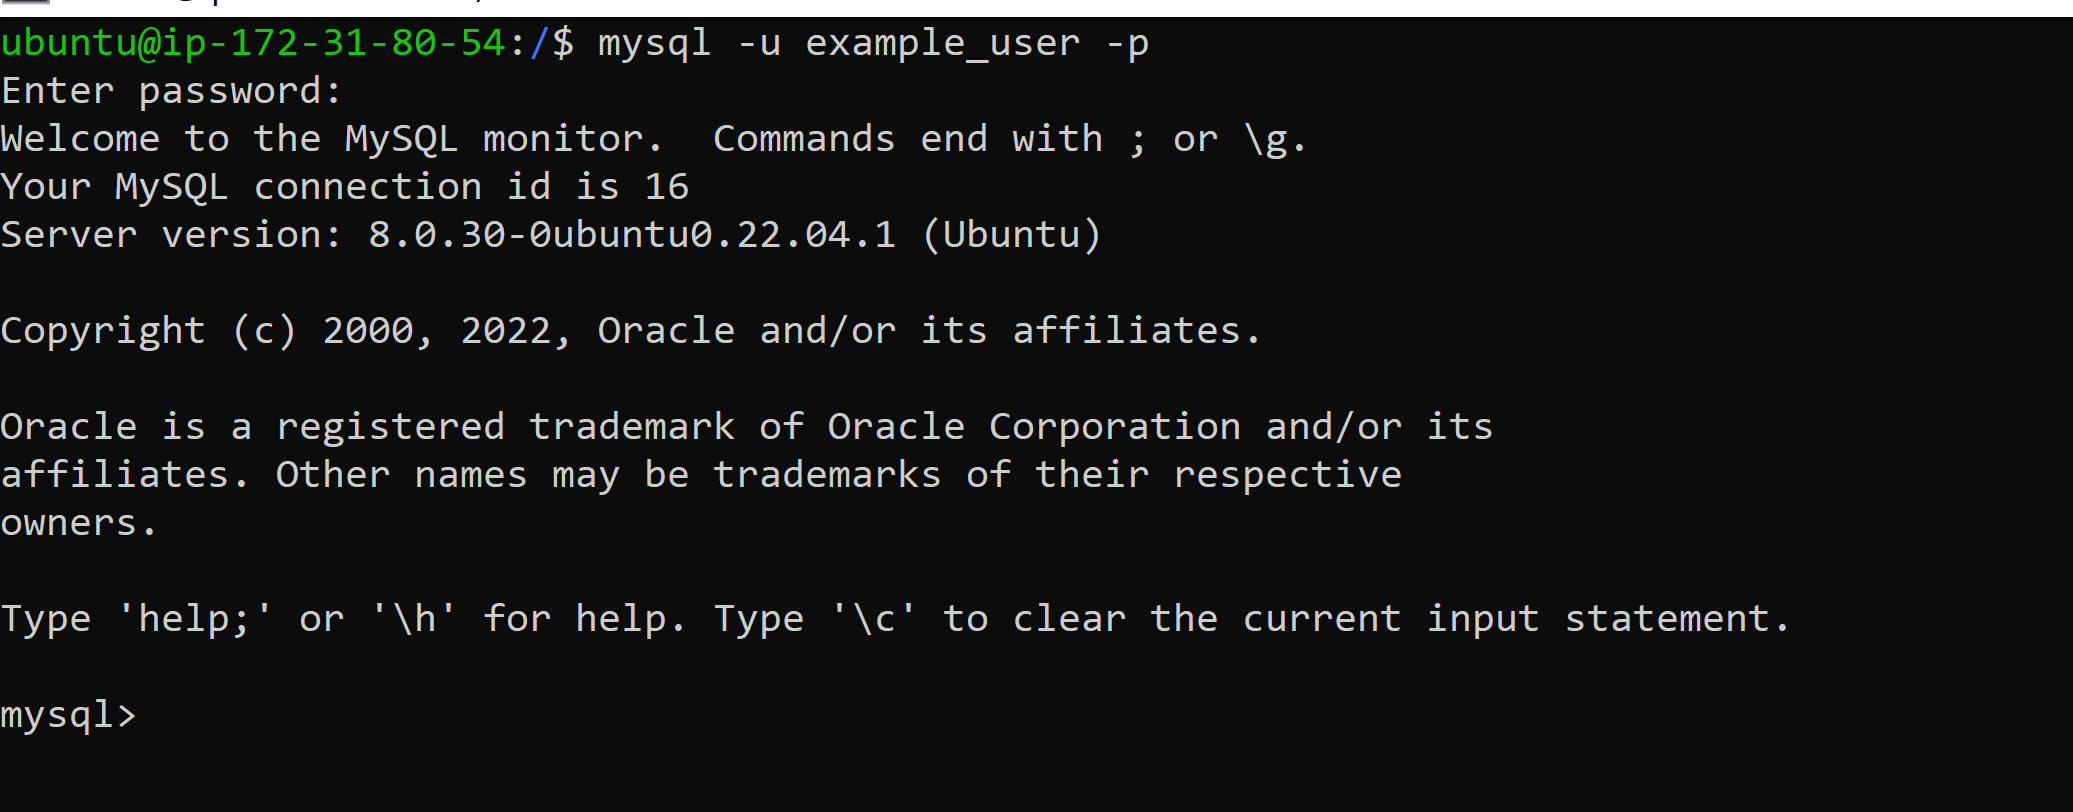 ubuntu@ip-172-31-80-54:/$ mysql -u example_user -p
Enter password:
Welcome to the MySQL monitor.  Commands end with ; or \g.
Your MySQL connection id is 16
Server version: 8.0.30-0ubuntu0.22.04.1 (Ubuntu)
Copyright (c) 2000, 2022, Oracle and/or its affiliates.
Oracle is a registered trademark of Oracle Corporation and/or its
affiliates. Other names may be trademarks of their respective
owners.
Type 'help;' or '\h' for help. Type '\c' to clear the current input statement.
mysql>